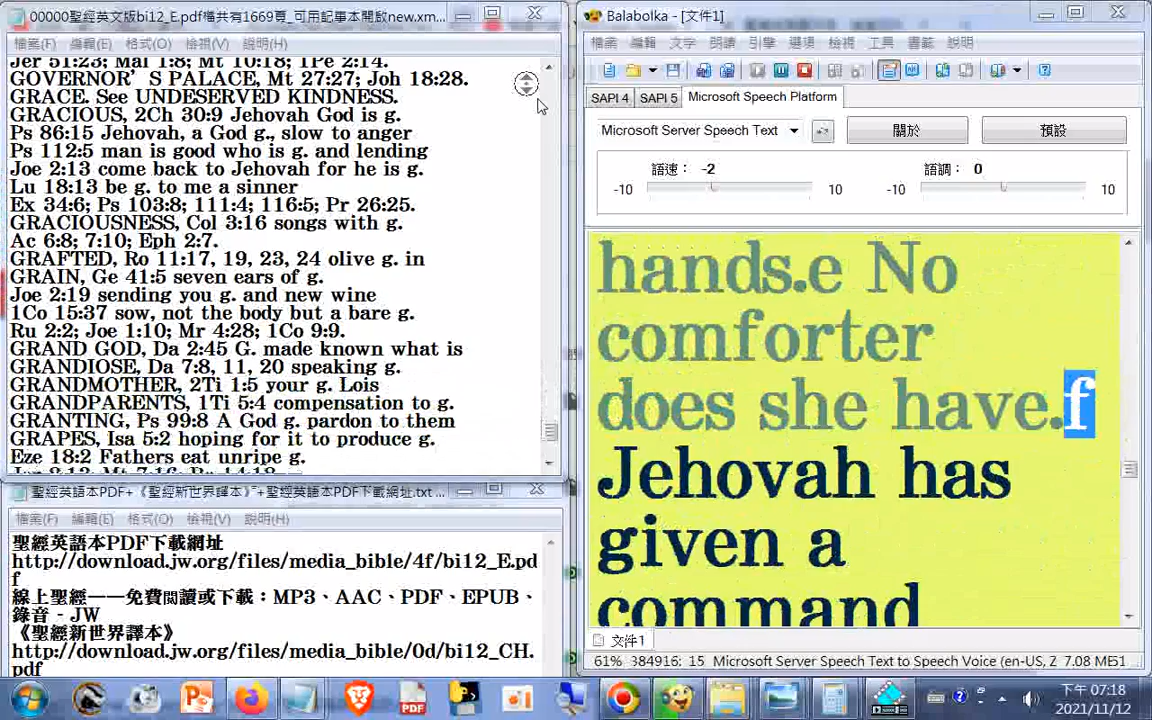 00000聖經英文版bi12_E.pdf檔共有1669頁_可用記事本開啟new.xm...
檔案(F) 編輯(E) 格式(O) 檢視(V) 說明(H)
Jer 51:23; Mal 1:8; Mt 10:18; 1Pe 2:14.
GOVERNOR'S PALACE, Mt 27:27; Joh 18:28.
GRACE. See UNDESERVED KINDNESS.
GRACIOUS, 2Ch 30:9 Jehovah God is g.
Ps 86:15 Jehovah, a God g., slow to anger
Ps 112:5 man is good who is g. and lending
Joe 2:13 come back to Jehovah for he is g.
Lu 18:13 be g. to me a sinner
Ex 34:6; Ps 103:8; 111:4; 116:5; Pr 26:25.
GRACIOUSNESS, Col 3:16 songs with g.
Ac 6:8; 7:10; Eph 2:7.
GRAFTED, Ro 11:17, 19, 23, 24 olive g. in
GRAIN, Ge 41:5 seven ears of g.
Joe 2:19 sending you g. and new wine
1Co 15:37 sow, not the body but a bare g.
Ru 2:2; Joe 1:10; Mr 4:28; 1Co 9:9.
GRAND GOD, Da 2:45 G. made known what is
GRANDIOSE, Da 7:8, 11, 20 speaking g.
GRANDMOTHER, 2Ti 1:5 your g. Lois
GRANDPARENTS, 1Ti 5:4 compensation to g.
GRANTING, Ps 99:8 A God g. pardon to them
GRAPES, Isa 5:2 hoping for it to produce g.
Eze 18:2 Fathers eat unripe g.
聖經英語本PDF+《聖經新世界譯本》"+聖經英語本PDF下載網址.txt ...
檔案(F) 編輯(E) 格式(O) 檢視(V) 說明(H)
聖經英語本PDF下載網址
http://download.jw.org/files/media_bible/4f/bi12_E.pd
f
線上聖經——免費閱讀或下載：MP3、AAC、PDF、EPUB、
錄音 - JW
《聖經新世界譯本》
http://download.jw.org/files/media_bible/0d/bi12_CH.
pdf
Balabolka - [文件1]
檔案 編輯 文字 朗讀 引擎 選項 檢視 工具 書籤 說明
SAPI 4 SAPI 5 Microsoft Speech Platform
Microsoft Server Speech Text 關於 預設
語速： -2 語調： 0
-10 10 -10 10
hands.e No
comforter
does she have.f
Jehovah has
given a
command
文件1
61% 384916: 15 Microsoft Server Speech Text to Speech Voice (en-US, Z 7.08 ME51
下午 07:18
2021/11/12